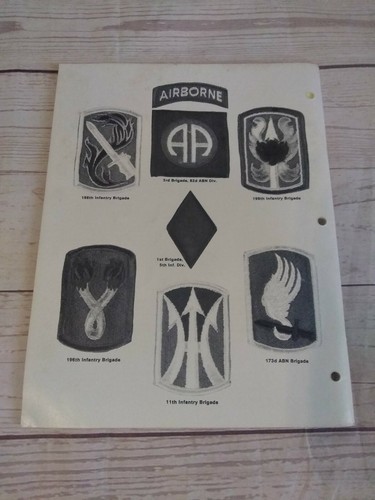 AIRBORNE
AA
3rd Brigade, 82d ABN Div.
198th Infantry Brigade
199th Infantry Brigade
1st Brigade,
5th Inf. Div.
196th Infantry Brigade
173d ABN Brigade
11th Infantry Brigade